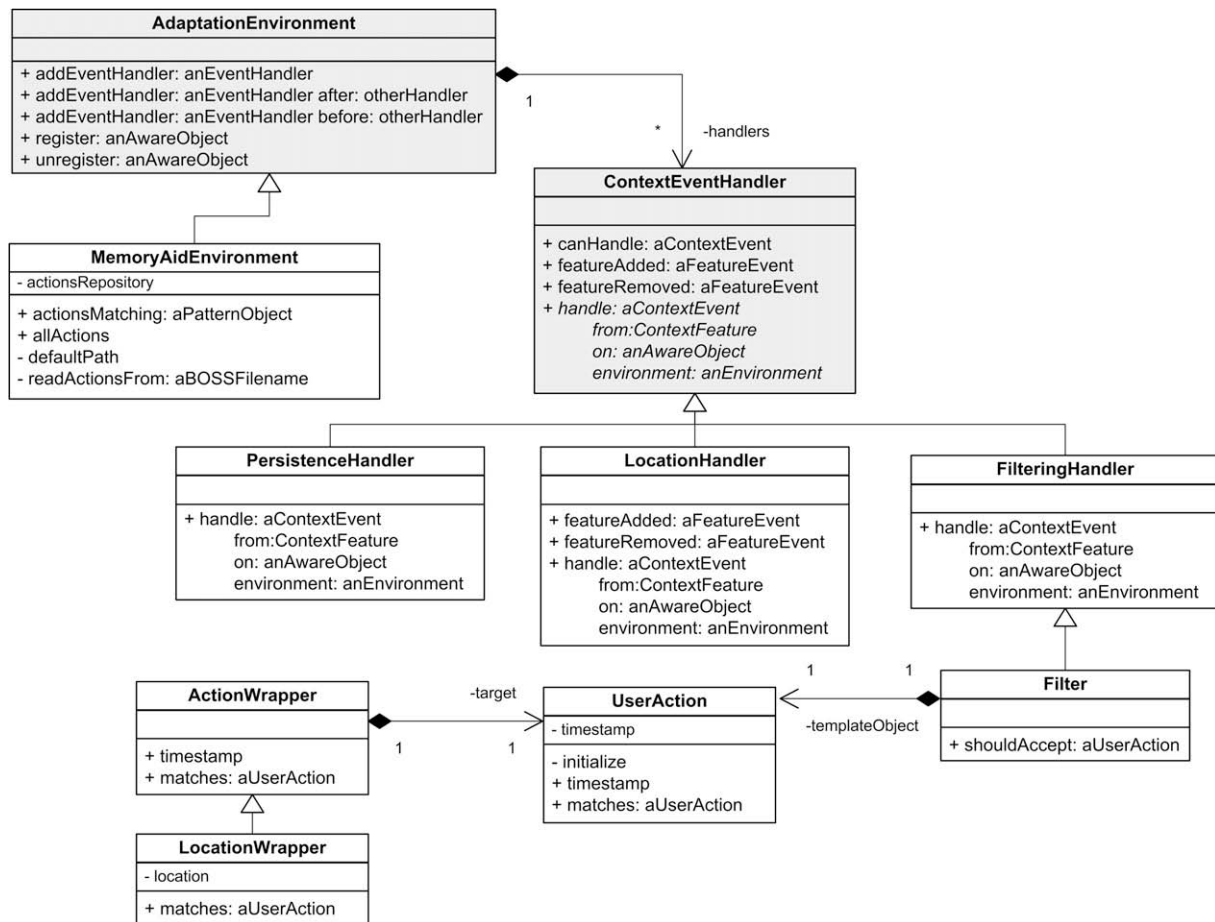 AdaptationEnvironment
+ addEventHandler: anEventHandler
+ addEventHandler: anEventHandler after: otherHandler
+ addEventHandler: anEventHandler before: otherHandler
+ register: anAwareObject
+ unregister: anAwareObject
1
*
-handlers
ContextEventHandler
+ canHandle: aContextEvent
+ featureAdded: aFeatureEvent
+ featureRemoved: aFeatureEvent
+ handle: aContextEvent
from:ContextFeature
on: anAwareObject
environment: anEnvironment
MemoryAidEnvironment
- actionsRepository
+ actionsMatching: aPatternObject
+ allActions
- defaultPath
- readActionsFrom: aBOSSFilename
PersistenceHandler
+ handle: aContextEvent
from:ContextFeature
on: anAwareObject
environment: anEnvironment
LocationHandler
+ featureAdded: aFeatureEvent
+ featureRemoved: aFeatureEvent
+ handle: aContextEvent
from:ContextFeature
on: anAwareObject
environment: anEnvironment
FilteringHandler
+ handle: aContextEvent
from:ContextFeature
on: anAwareObject
environment: anEnvironment
ActionWrapper
+ timestamp
+ matches: aUserAction
-target
1
1
UserAction
- timestamp
- initialize
+ timestamp
+ matches: aUserAction
1
1
-templateObject
Filter
+ shouldAccept: aUserAction
LocationWrapper
- location
+ matches: aUserAction